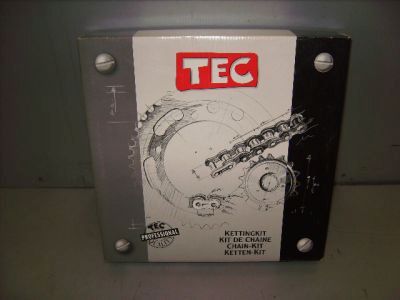 TEC
TEC
PROFESSIONAL
KETTINGKIT
KIT DE CHAINE
CHAIN-KIT
KETTEN-KIT